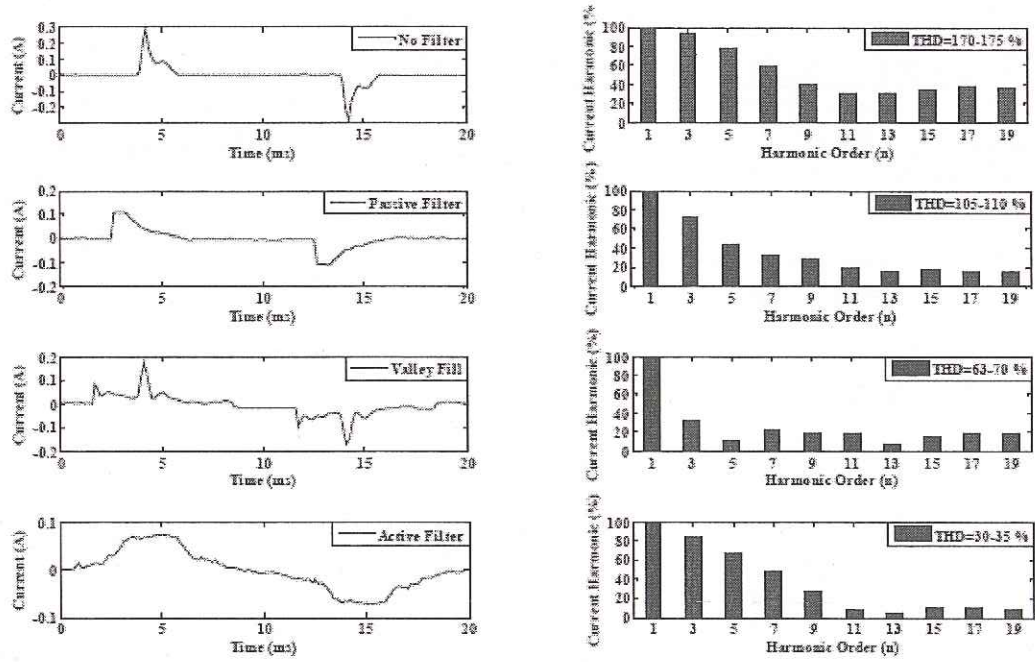 0.3
0.2
0.1
0
-0.1
Current (A)
No Filter
0 5 10 15 20
Time (ms)
100
80
60
40
20
0
Current Harmonic (%
THD=170-175 %
1 3 5 7 9 11 13 15 17 19
Harmonic Order (n)
0.2
0.1
0
-0.1
-0.2
Current (A)
Passive Filter
0 5 10 15 20
Time (ms)
100
80
60
40
20
0
Current Harmonic (%)
THD=105-110 %
1 3 5 7 9 11 13 15 17 19
Harmonic Order (n)
0.2
0.1
0
-0.1
-0.2
Current (A)
Valley Fill
0 5 10 15 20
Time (ms)
100
80
60
40
20
0
Current Harmonic (%)
THD=63-70 %
1 3 5 7 9 11 13 15 17 19
Harmonic Order (n)
0.1
0
-0.1
Current (A)
Active Filter
0 5 10 15 20
Time (ms)
100
80
60
40
20
0
Current Harmonic (%)
THD=30-35 %
1 3 5 7 9 11 13 15 17 19
Harmonic Order (n)